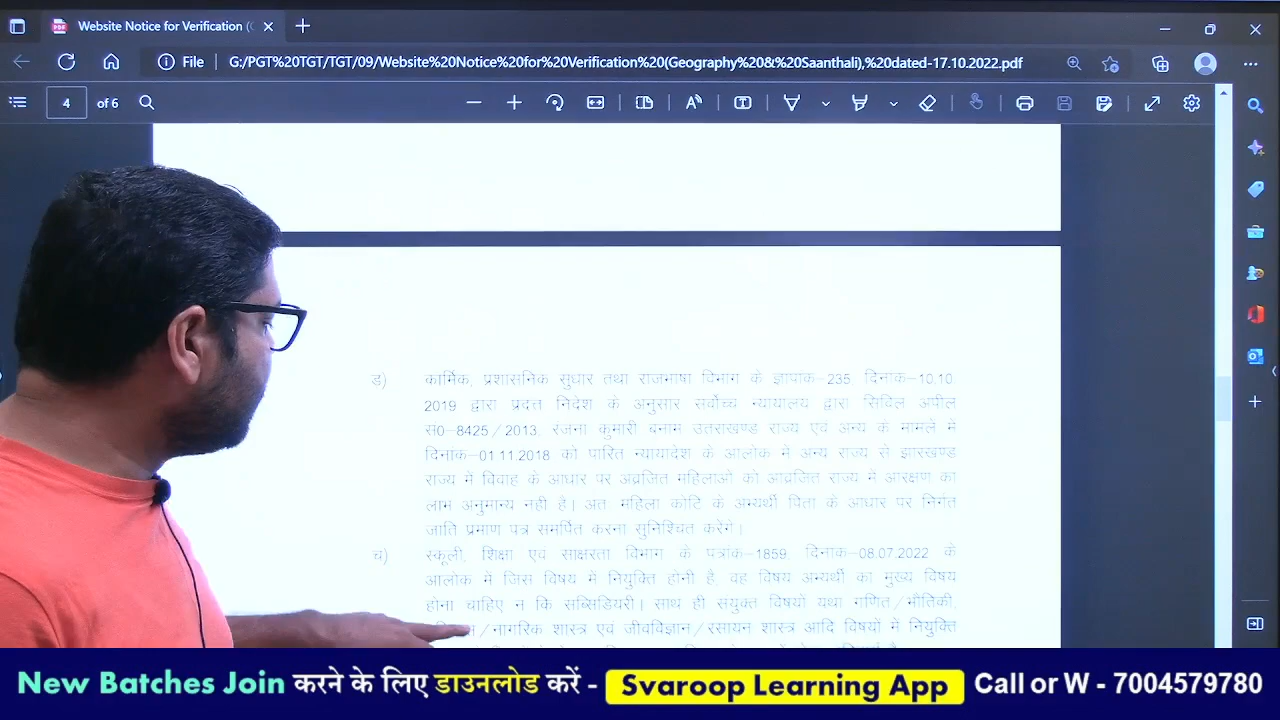 Website Notice for Verification (
File
G:/PGT%20TGT/TGT/09/Website%20Notice%20for%20Verification%20(Geography%20&%20Saanthali),%20dated-17.10.2022.pdf
4 of 6
ड) कार्मिक, प्रशासनिक सुधार तथा राजभाषा विभाग के ज्ञापांक–235 दिनांक–10.10.
2019 द्वारा प्रदत्त निदेश के अनुसार सर्वोच्च न्यायालय द्वारा सिविल अपील
सं0–8425/2013, रंजना कुमारी बनाम उत्तराखण्ड राज्य एवं अन्य के मामले में
दिनांक–01.11.2018 को पारित न्यायादेश के आलोक में अन्य राज्य से झारखण्ड
राज्य में विवाह के आधार पर अव्रजित महिलाओं को आव्रजित राज्य में आरक्षण का
लाभ अनुमान्य नहीं है। अतः महिला कोटि के अभ्यर्थी पिता के आधार पर निर्गत
जाति प्रमाण पत्र समर्पित करना सुनिश्चित करेंगे।
च) स्कूली, शिक्षा एवं साक्षरता विभाग के पत्रांक–1859, दिनांक–08.07.2022 के
आलोक में जिस विषय में नियुक्ति होनी है, वह विषय अभ्यर्थी का मुख्य विषय
होना चाहिए न कि सब्सिडियरी। साथ ही संयुक्त विषयों यथा गणित/भौतिकी,
/नागरिक शास्त्र एवं जीवविज्ञान/रसायन शास्त्र आदि विषयों में नियुक्ति
New Batches Join करने के लिए डाउनलोड करें - Svaroop Learning App Call or W - 7004579780